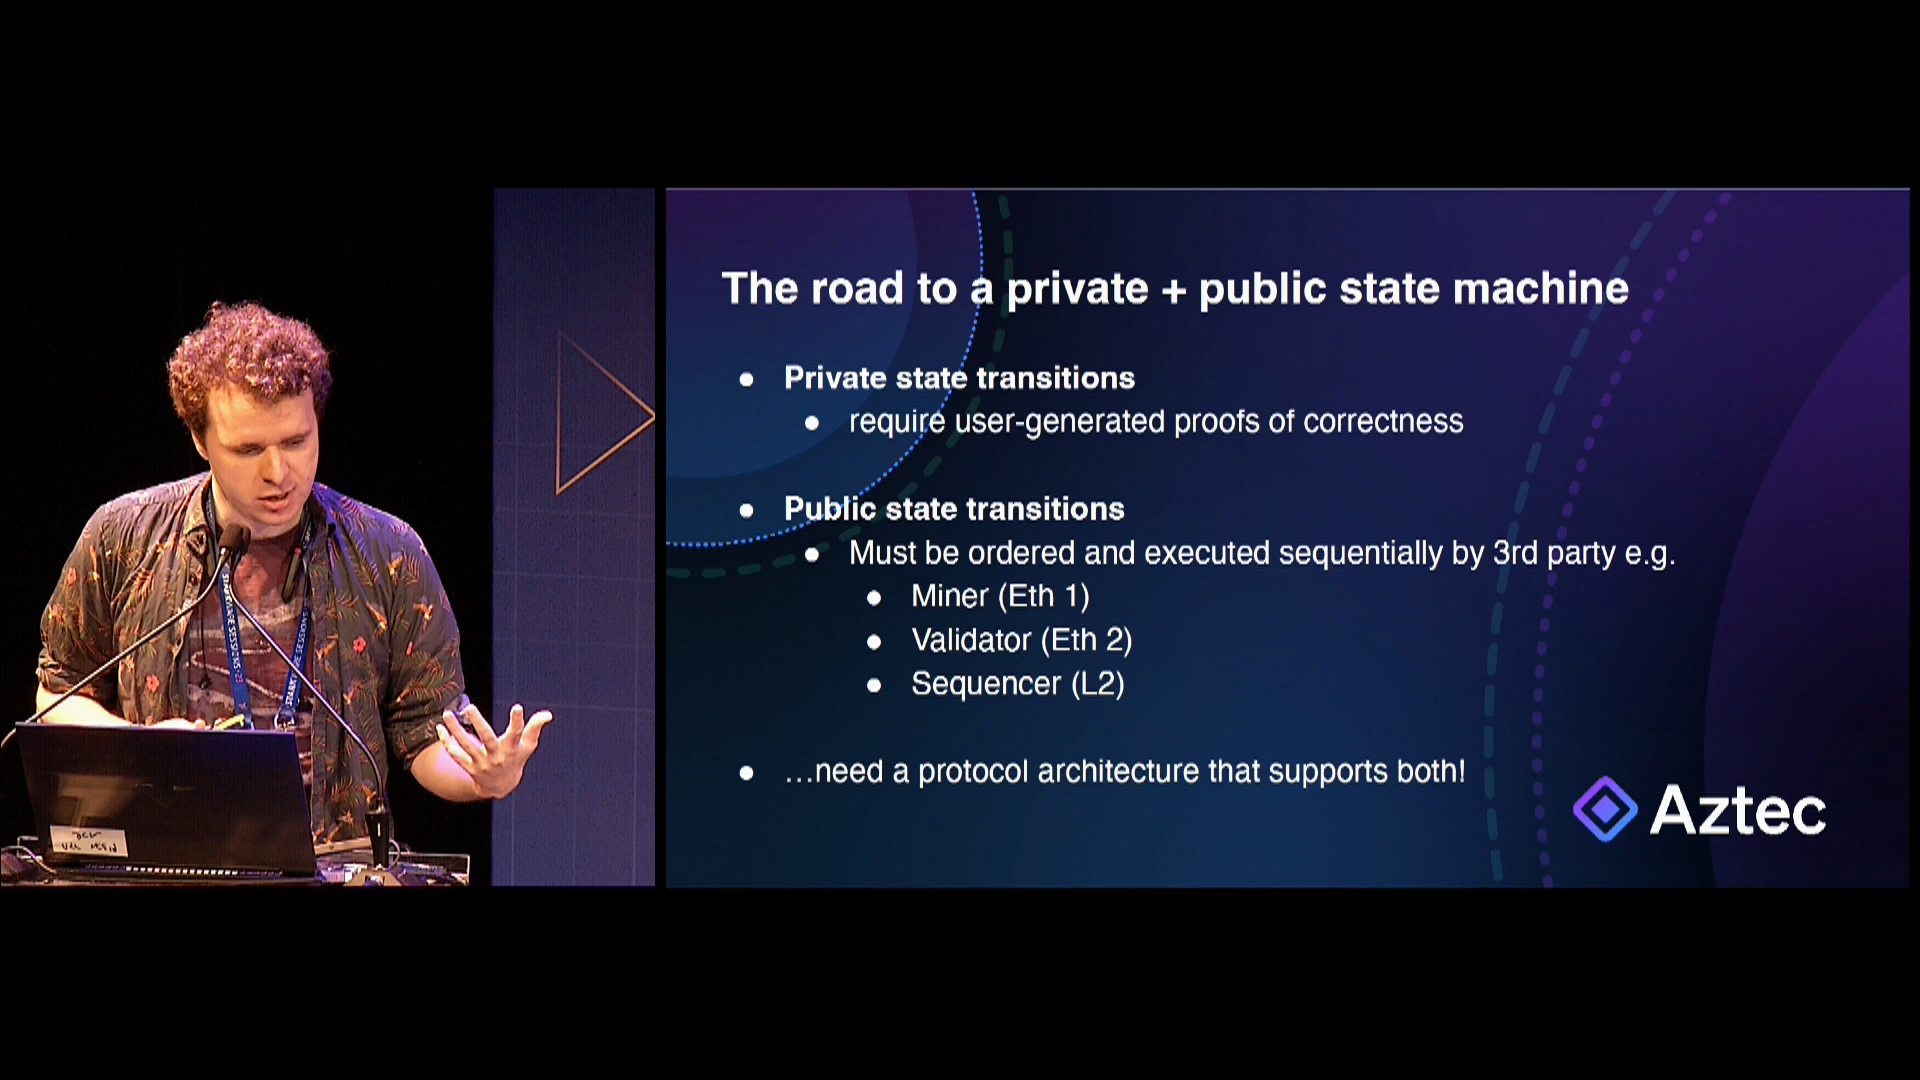 The road to a private + public state machine
Private state transitions
require user-generated proofs of correctness
Public state transitions
Must be ordered and executed sequentially by 3rd party e.g.
Miner (Eth 1)
Validator (Eth 2)
Sequencer (L2)
…need a protocol architecture that supports both!
Aztec